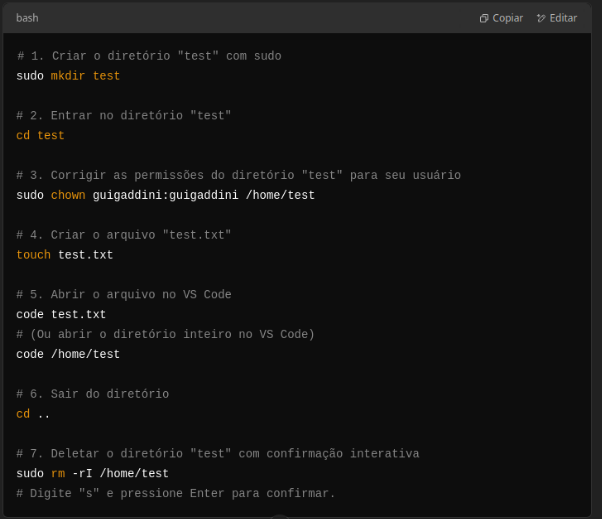 bash
Copiar
Editar
# 1. Criar o diretório "test" com sudo
sudo mkdir test
# 2. Entrar no diretório "test"
cd test
# 3. Corrigir as permissões do diretório "test" para seu usuário
sudo chown guigaddini:guigaddini /home/test
# 4. Criar o arquivo "test.txt"
touch test.txt
# 5. Abrir o arquivo no VS Code
code test.txt
# (Ou abrir o diretório inteiro no VS Code)
code /home/test
# 6. Sair do diretório
cd ..
# 7. Deletar o diretório "test" com confirmação interativa
sudo rm -rI /home/test
# Digite "s" e pressione Enter para confirmar.